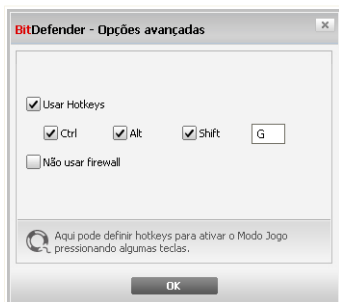 BitDefender - Opções avançadas
Usar Hotkeys
Ctrl Alt Shift G
Não usar firewall
Aqui pode definir hotkeys para ativar o Modo Jogo
pressionando algumas teclas.
OK